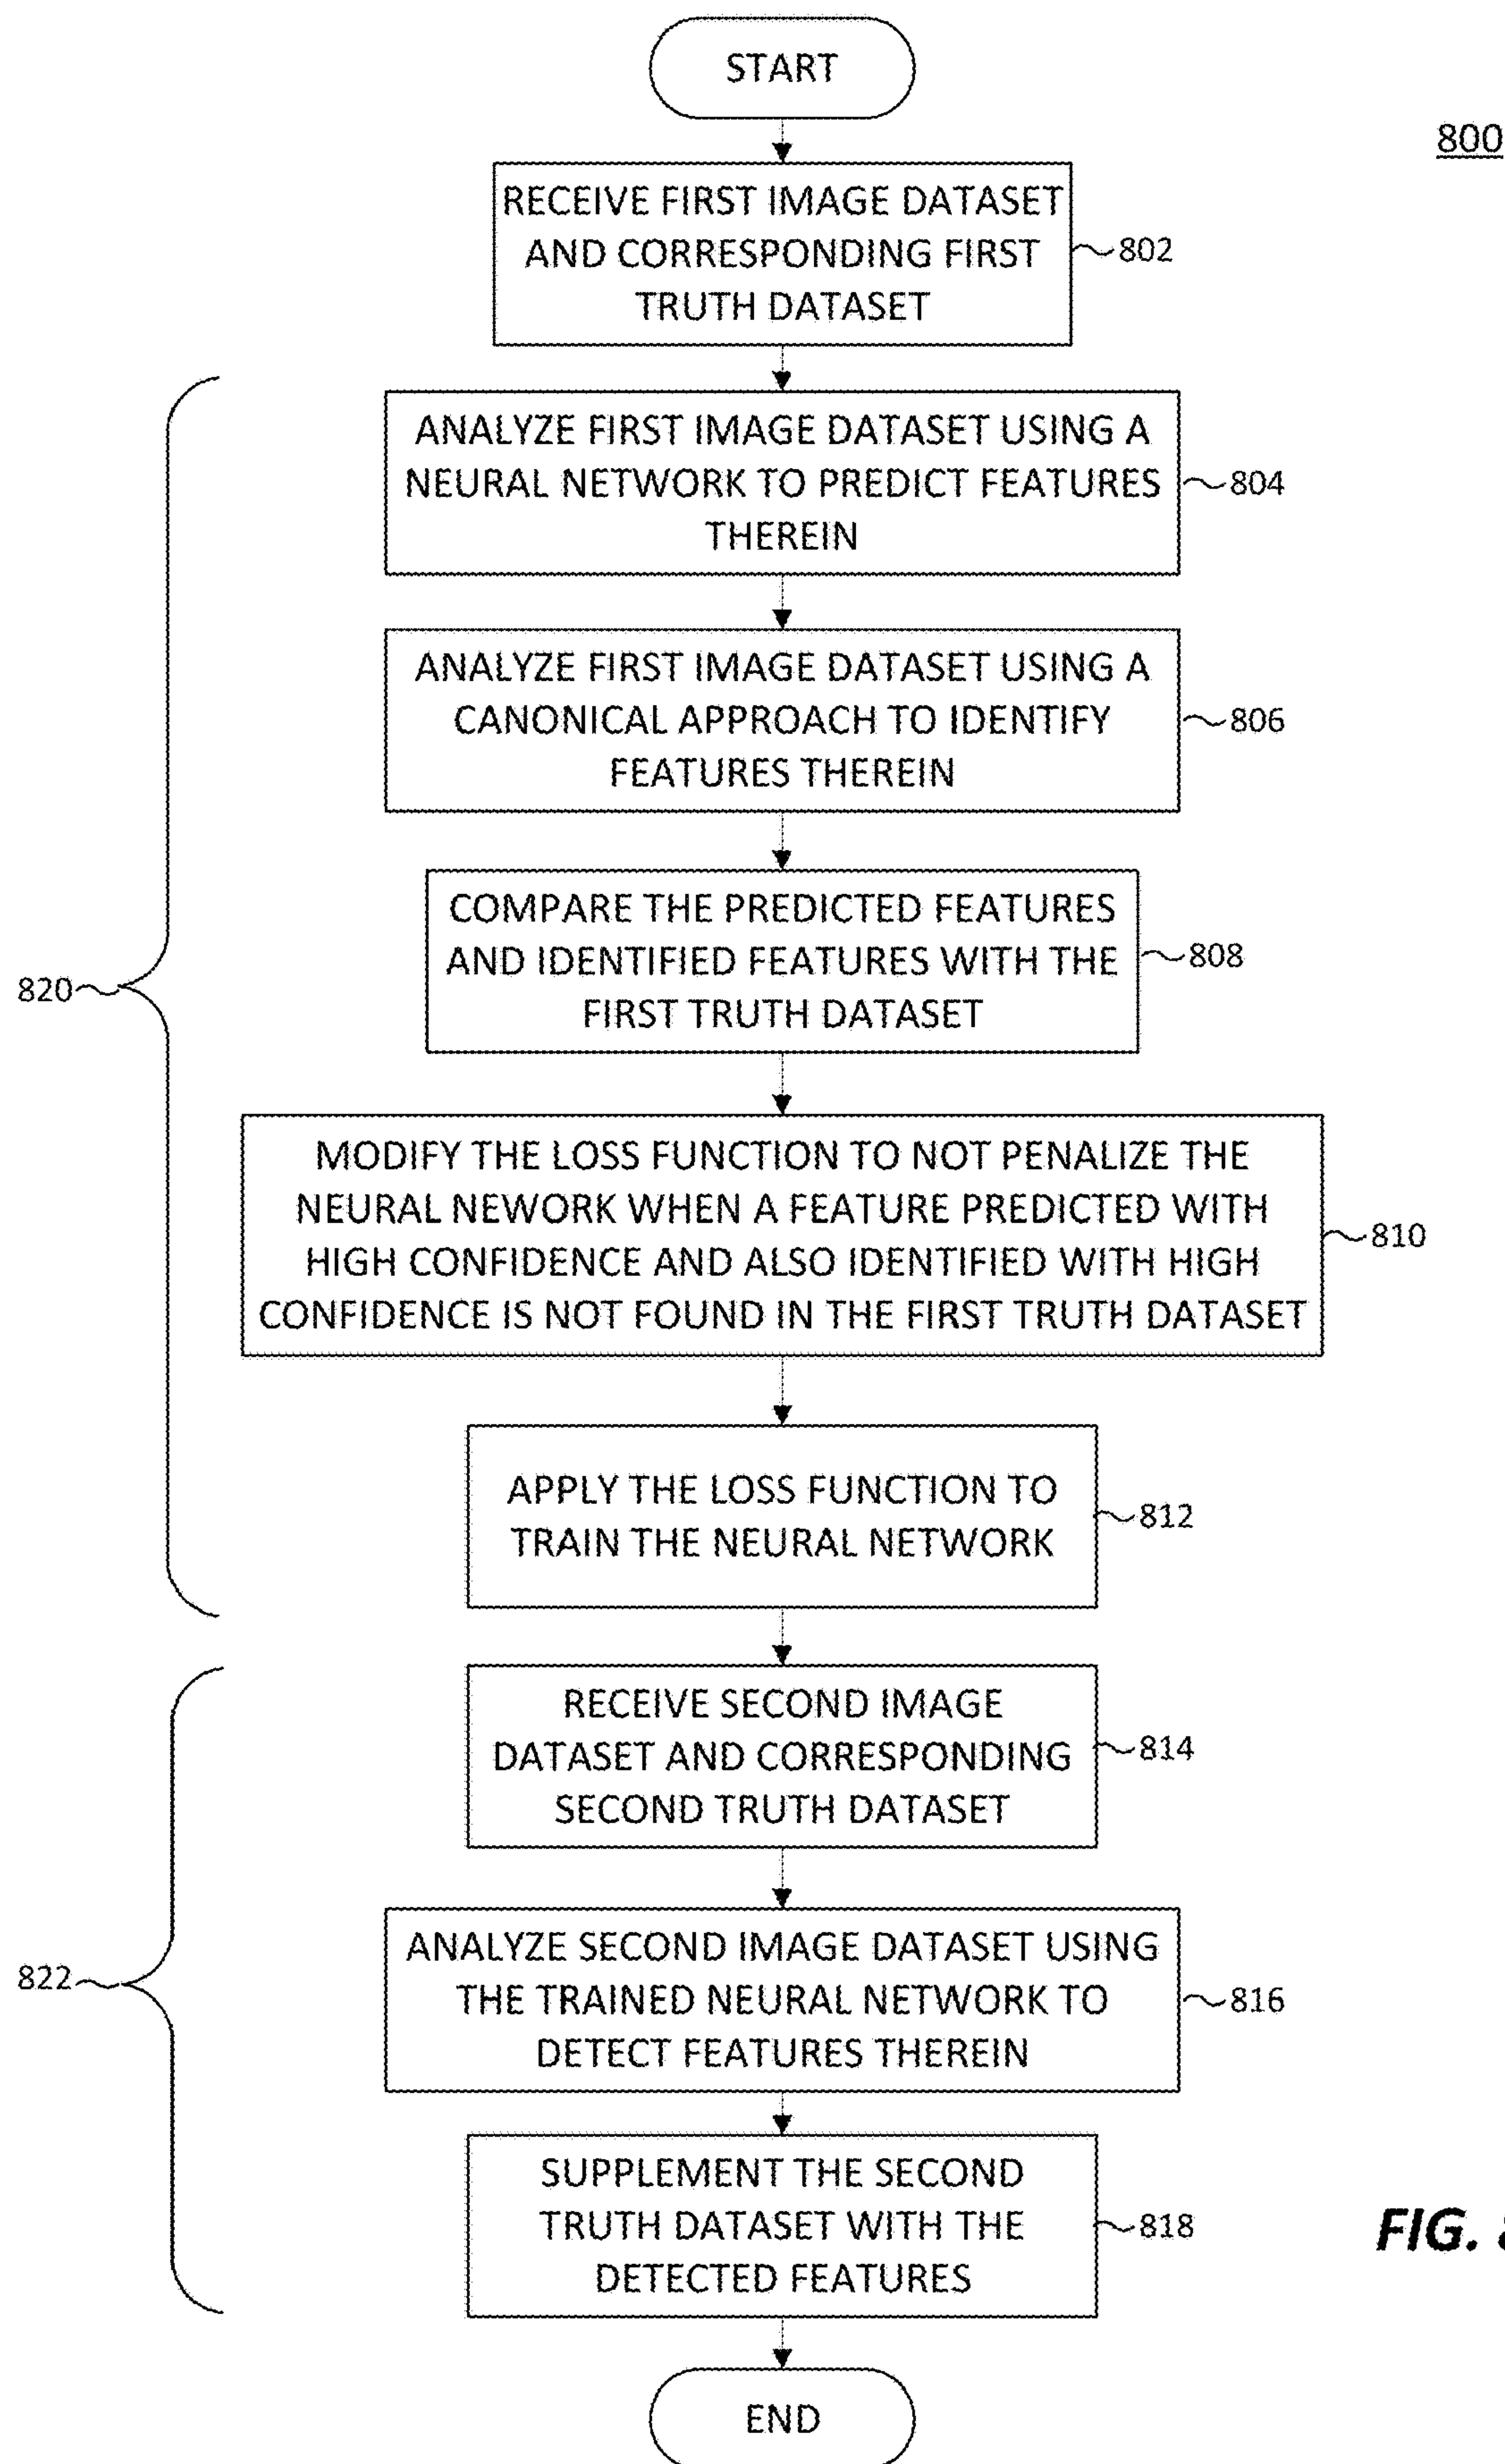 START
800
RECEIVE FIRST IMAGE DATASET
AND CORRESPONDING FIRST
TRUTH DATASET
802
ANALYZE FIRST IMAGE DATASET USING A
NEURAL NETWORK TO PREDICT FEATURES
THEREIN
804
ANALYZE FIRST IMAGE DATASET USING A
CANONICAL APPROACH TO IDENTIFY
FEATURES THEREIN
806
COMPARE THE PREDICTED FEATURES
AND IDENTIFIED FEATURES WITH THE
FIRST TRUTH DATASET
808
820
MODIFY THE LOSS FUNCTION TO NOT PENALIZE THE
NEURAL NEWORK WHEN A FEATURE PREDICTED WITH
HIGH CONFIDENCE AND ALSO IDENTIFIED WITH HIGH
CONFIDENCE IS NOT FOUND IN THE FIRST TRUTH DATASET
810
APPLY THE LOSS FUNCTION TO
TRAIN THE NEURAL NETWORK
812
RECEIVE SECOND IMAGE
DATASET AND CORRESPONDING
SECOND TRUTH DATASET
814
ANALYZE SECOND IMAGE DATASET USING
THE TRAINED NEURAL NETWORK TO
DETECT FEATURES THEREIN
816
822
SUPPLEMENT THE SECOND
TRUTH DATASET WITH THE
DETECTED FEATURES
818
FIG. 8
END